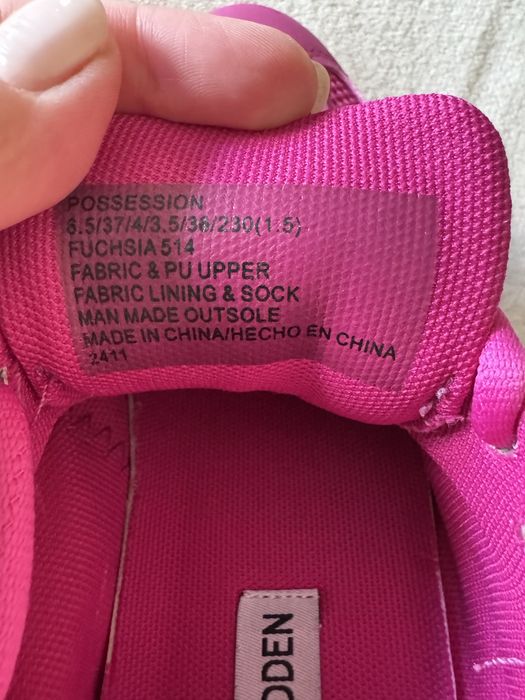 POSSESSION
6.5/37/4/3.5/36/230(1.5)
FUCHSIA 514
FABRIC & PU UPPER
FABRIC LINING & SOCK
MAN MADE OUTSOLE
MADE IN CHINA/HECHO EN CHINA
2411
DDEN